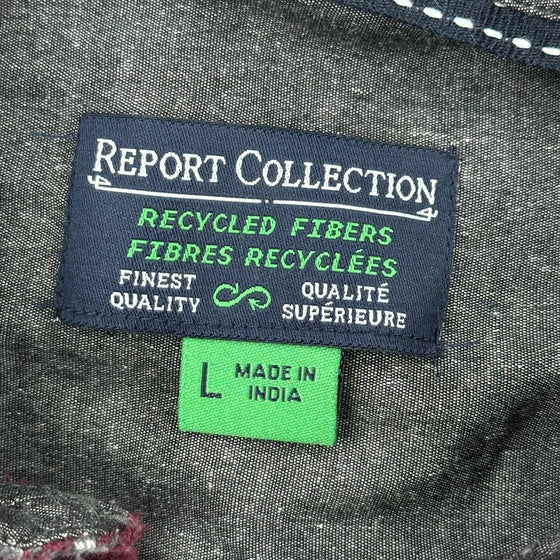 REPORT COLLECTION
RECYCLED FIBERS
FIBRES RECYCLÉES
FINEST QUALITÉ
QUALITY SUPÉRIEURE
L MADE IN
INDIA